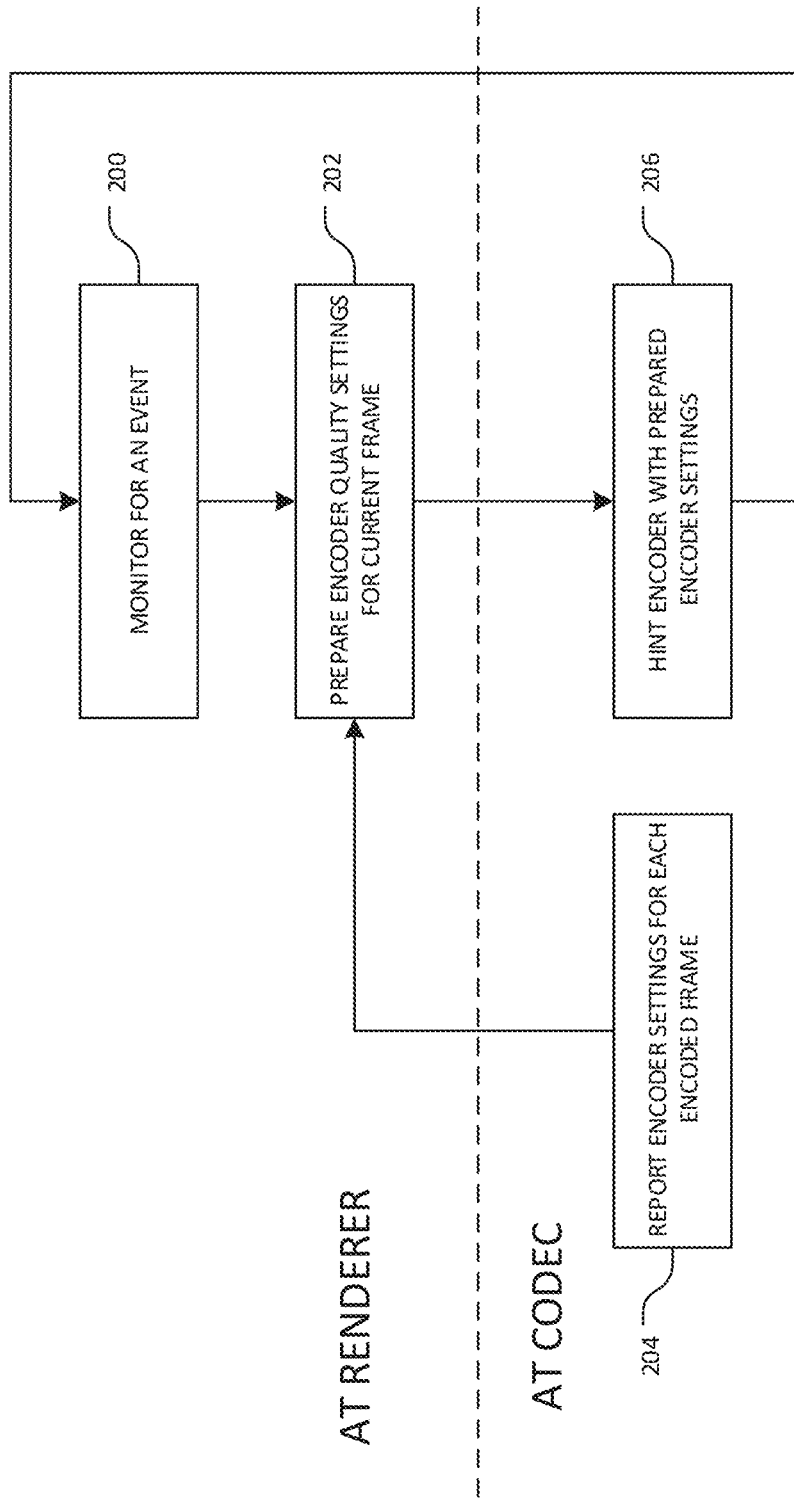 MONITOR FOR AN EVENT
200
PREPARE ENCODER QUALITY SETTINGS
FOR CURRENT FRAME
202
AT RENDERER
AT CODEC
REPORT ENCODER SETTINGS FOR EACH
ENCODED FRAME
204
HINT ENCODER WITH PREPARED
ENCODER SETTINGS
206